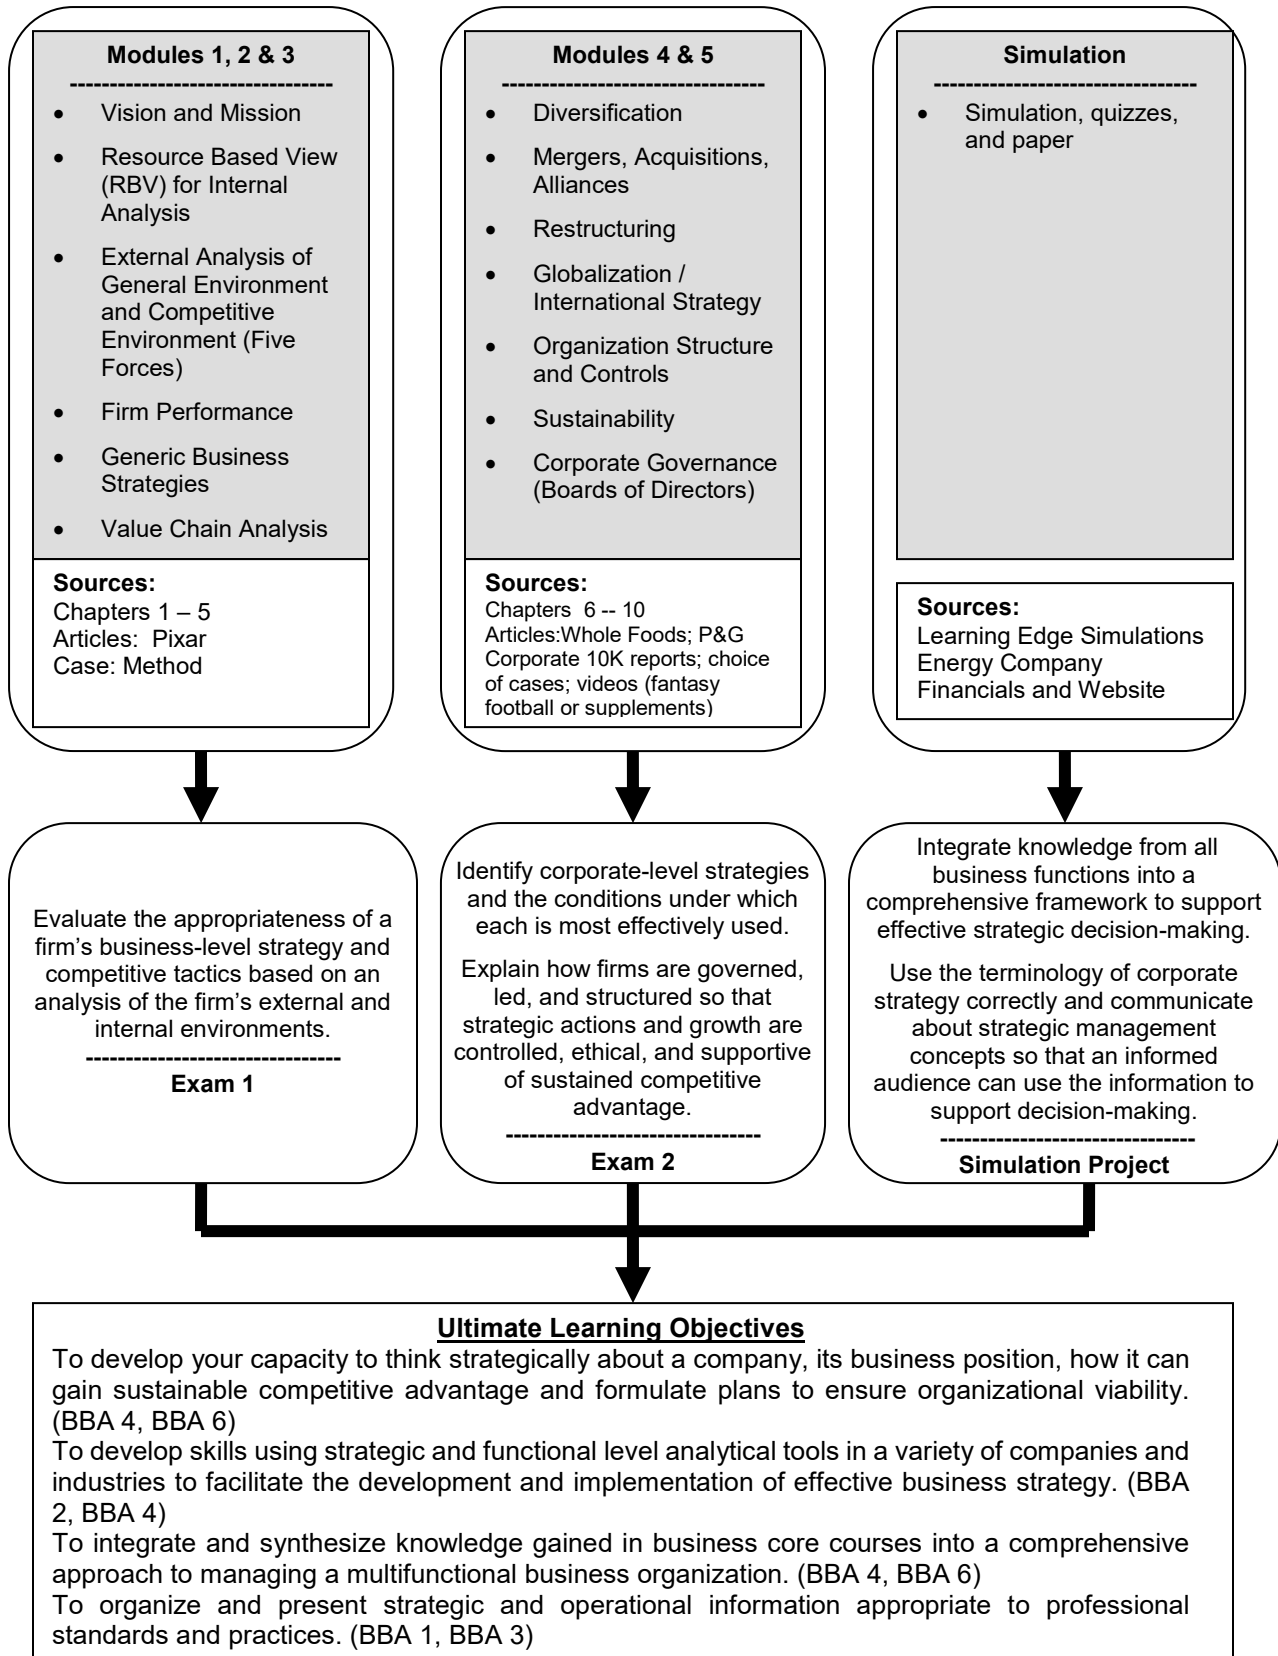 Modules 1, 2 & 3
---------------------------------
• Vision and Mission
• Resource Based View
(RBV) for Internal
Analysis
• External Analysis of
General Environment
and Competitive
Environment (Five
Forces)
• Firm Performance
• Generic Business
Strategies
• Value Chain Analysis
Sources:
Chapters 1 – 5
Articles:  Pixar
Case: Method
Modules 4 & 5
---------------------------------
• Diversification
• Mergers, Acquisitions,
Alliances
• Restructuring
• Globalization /
International Strategy
• Organization Structure
and Controls
• Sustainability
• Corporate Governance
(Boards of Directors)
Sources:
Chapters  6 -- 10
Articles:Whole Foods; P&G
Corporate 10K reports; choice
of cases; videos (fantasy
football or supplements)
Simulation
---------------------------------
• Simulation, quizzes,
and paper
Sources:
Learning Edge Simulations
Energy Company
Financials and Website
Evaluate the appropriateness of a
firm’s business-level strategy and
competitive tactics based on an
analysis of the firm’s external and
internal environments.
--------------------------------
Exam 1
Identify corporate-level strategies
and the conditions under which
each is most effectively used.
Explain how firms are governed,
led, and structured so that
strategic actions and growth are
controlled, ethical, and supportive
of sustained competitive
advantage.
--------------------------------
Exam 2
Integrate knowledge from all
business functions into a
comprehensive framework to support
effective strategic decision-making.
Use the terminology of corporate
strategy correctly and communicate
about strategic management
concepts so that an informed
audience can use the information to
support decision-making.
--------------------------------
Simulation Project
Ultimate Learning Objectives
To develop your capacity to think strategically about a company, its business position, how it can
gain sustainable competitive advantage and formulate plans to ensure organizational viability.
(BBA 4, BBA 6)
To develop skills using strategic and functional level analytical tools in a variety of companies and
industries to facilitate the development and implementation of effective business strategy. (BBA
2, BBA 4)
To integrate and synthesize knowledge gained in business core courses into a comprehensive
approach to managing a multifunctional business organization. (BBA 4, BBA 6)
To organize and present strategic and operational information appropriate to professional
standards and practices. (BBA 1, BBA 3)